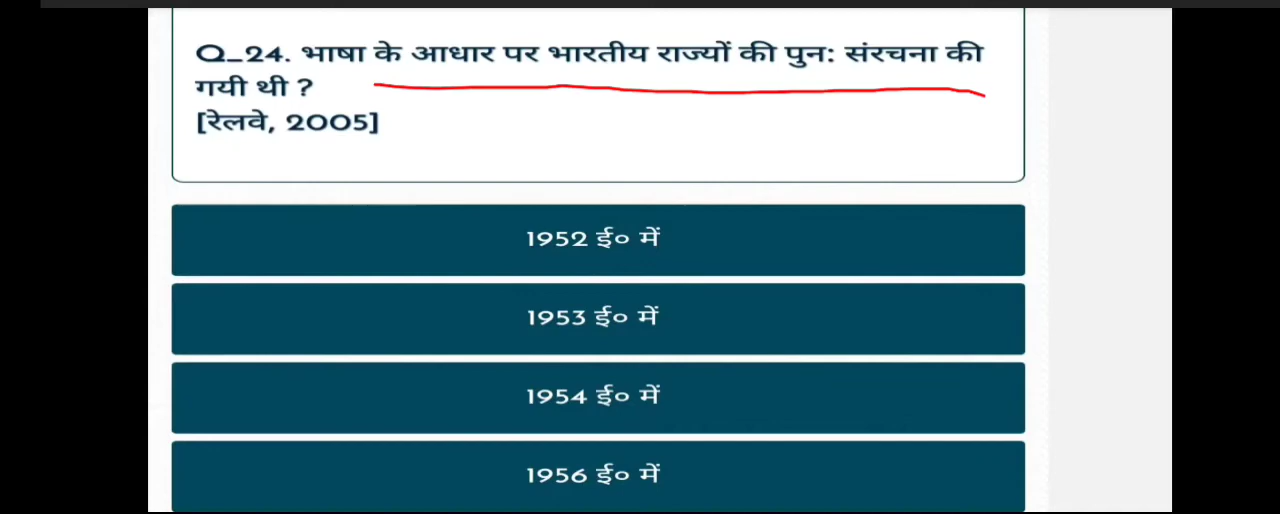 Q_24. भाषा के आधार पर भारतीय राज्यों की पुन: संरचना की
गयी थी ?
[रेलवे, 2005]
1952 ई० में
1953 ई० में
1954 ई० में
1956 ई० में